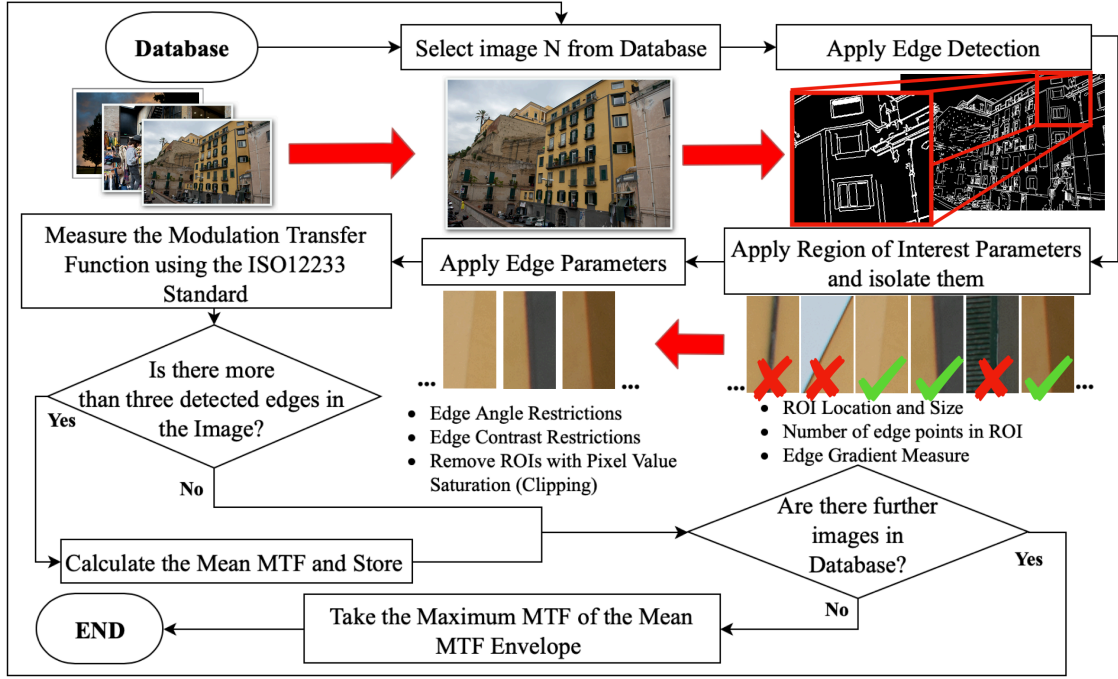 Database
Select image N from Database
Apply Edge Detection
Measure the Modulation Transfer
Function using the ISO12233
Standard
Apply Edge Parameters
Apply Region of Interest Parameters
and isolate them
...
...
...
...
Is there more
than three detected edges in
the Image?
Yes
No
• Edge Angle Restrictions
• Edge Contrast Restrictions
• Remove ROIs with Pixel Value
Saturation (Clipping)
• ROI Location and Size
• Number of edge points in ROI
• Edge Gradient Measure
Are there further
images in
Database?
Yes
No
Calculate the Mean MTF and Store
Take the Maximum MTF of the Mean
MTF Envelope
END